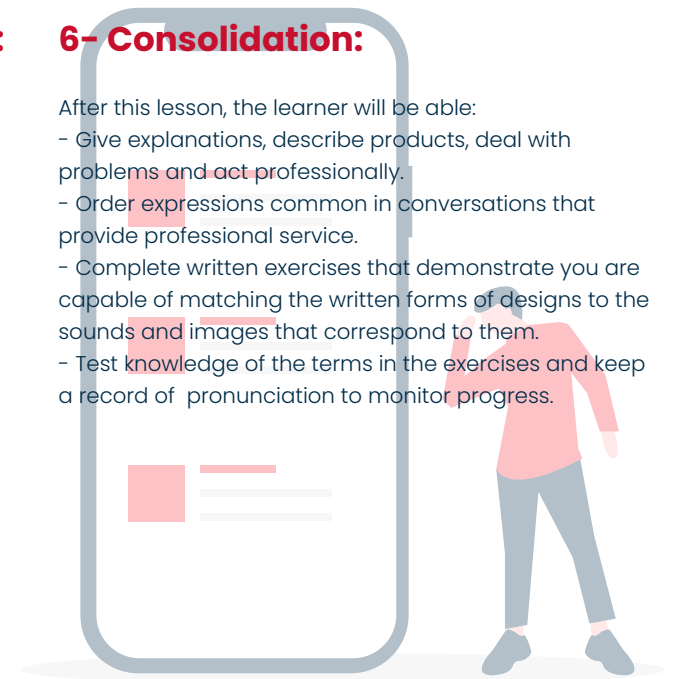 :
6- Consolidation:
After this lesson, the learner will be able:
- Give explanations, describe products, deal with
problems and act professionally.
- Order expressions common in conversations that
provide professional service.
- Complete written exercises that demonstrate you are
capable of matching the written forms of designs to the
sounds and images that correspond to them.
- Test knowledge of the terms in the exercises and keep
a record of  pronunciation to monitor progress.